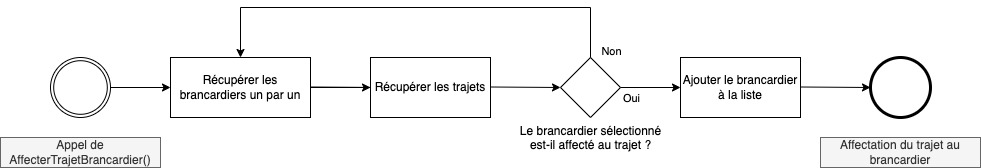 Non
Récupérer les
brancardiers un par un
Récupérer les trajets
Ajouter le brancardier
à la liste
Oui
Le brancardier sélectionné
est-il affecté au trajet ?
Appel de
AffecterTrajetBrancardier()
Affectation du trajet au
brancardier